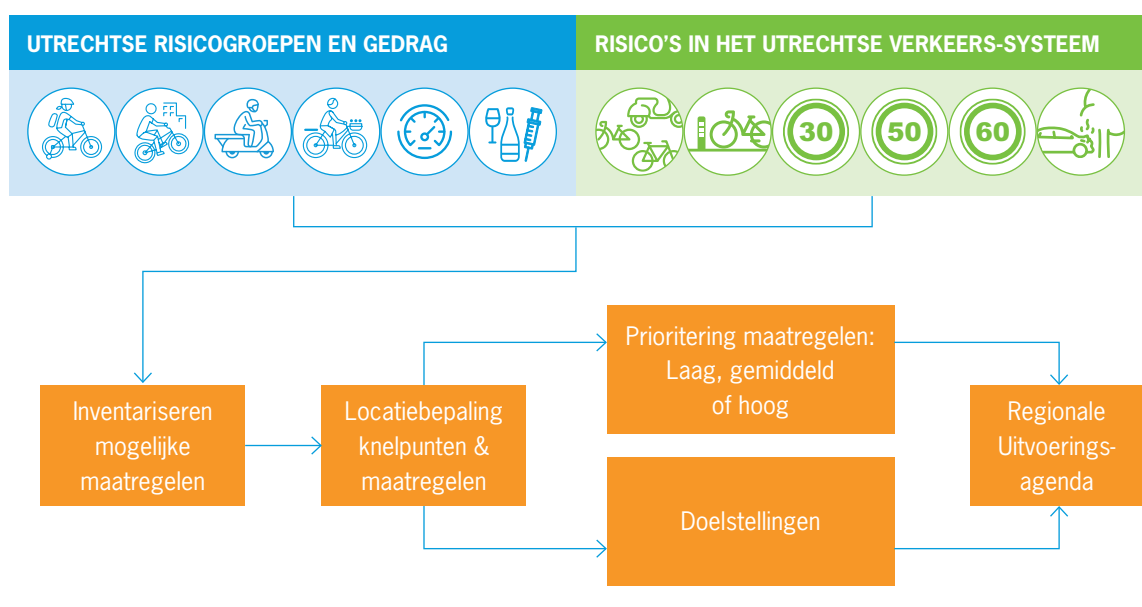 UTRECHTSE RISICOGROEPEN EN GEDRAG
RISICO'S IN HET UTRECHTSE VERKEERS-SYSTEEM
30
50
60
Prioritering maatregelen:
Laag, gemiddeld
of hoog
Inventariseren
mogelijke
maatregelen
Locatiebepaling
knelpunten &
maatregelen
Regionale
Uitvoerings-
agenda
Doelstellingen